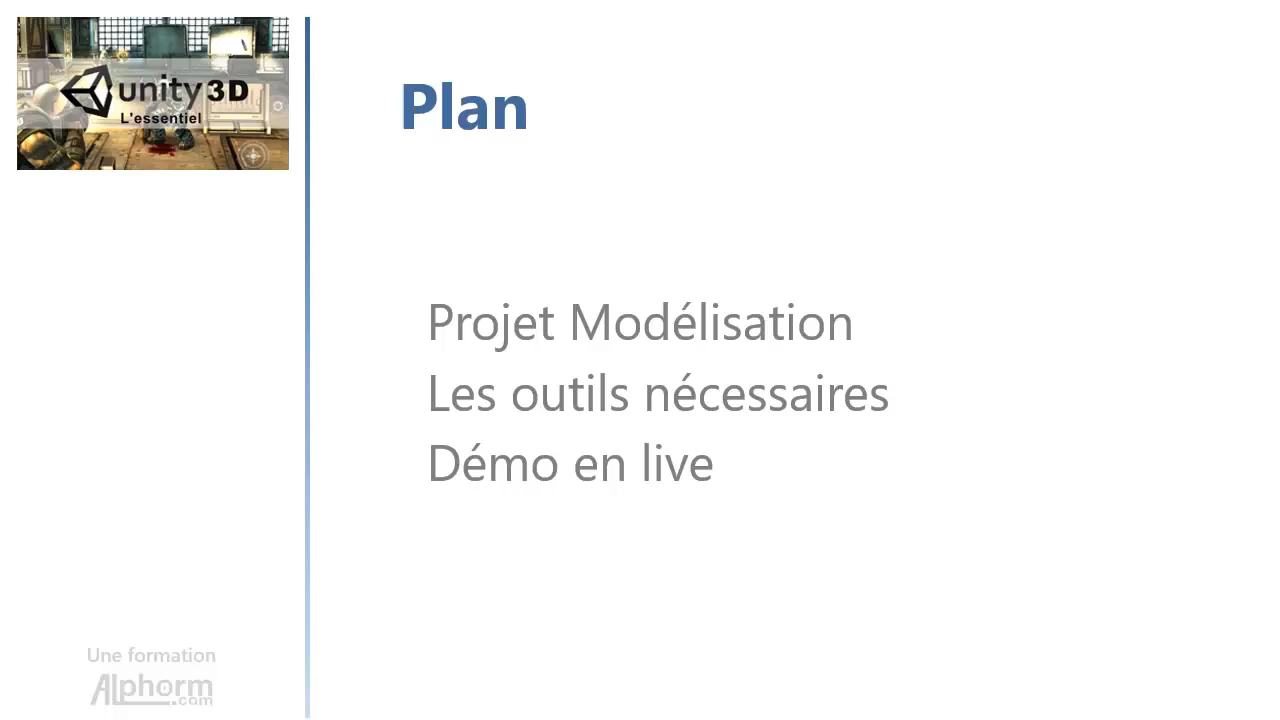 unity3D
L'essentiel
Plan
Projet Modélisation
Les outils nécessaires
Démo en live
Une formation
Alphorm
.com